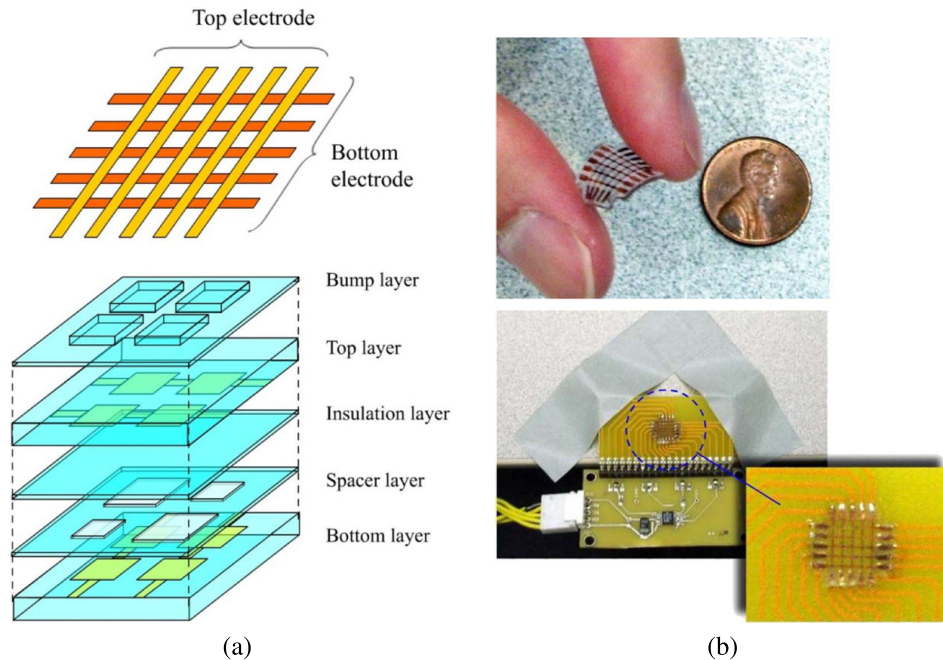 Top electrode
Bottom
electrode
Bump layer
Top layer
Insulation layer
Spacer layer
Bottom layer
(a)
(b)